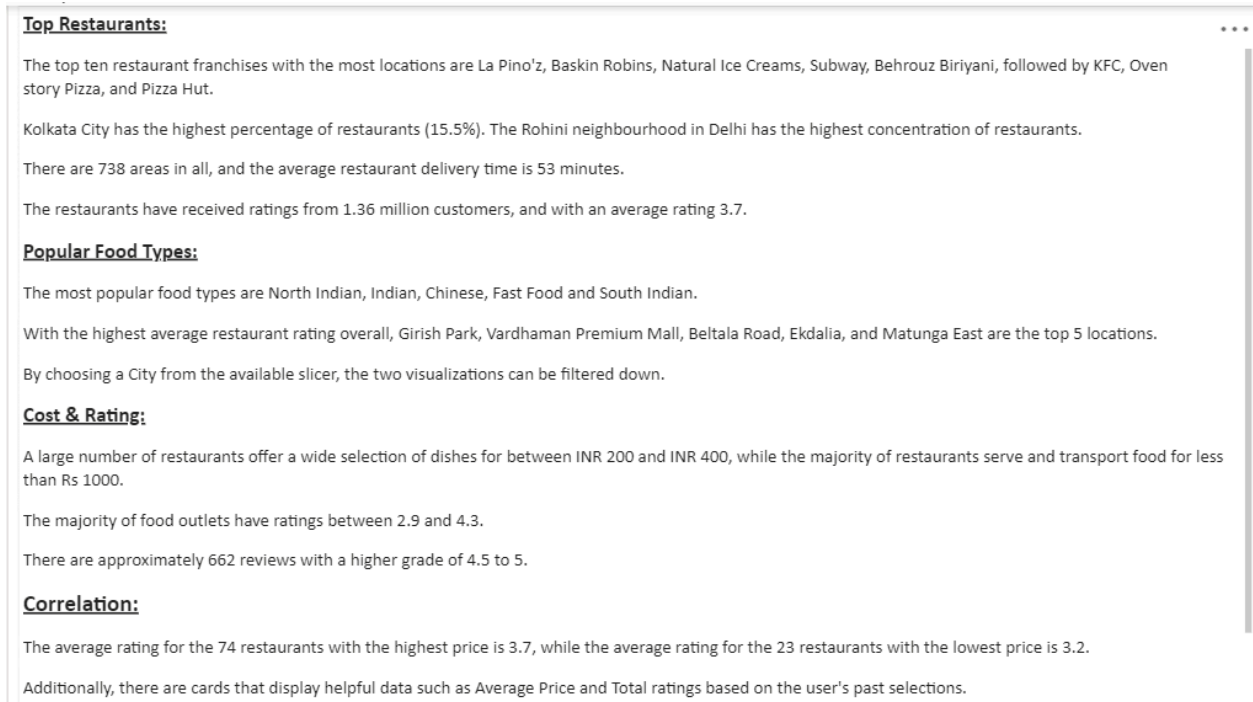 Top Restaurants:
The top ten restaurant franchises with the most locations are La Pino'z, Baskin Robins, Natural Ice Creams, Subway, Behrouz Biriyani, followed by KFC, Oven
story Pizza, and Pizza Hut.
Kolkata City has the highest percentage of restaurants (15.5%). The Rohini neighbourhood in Delhi has the highest concentration of restaurants.
There are 738 areas in all, and the average restaurant delivery time is 53 minutes.
The restaurants have received ratings from 1.36 million customers, and with an average rating 3.7.
Popular Food Types:
The most popular food types are North Indian, Indian, Chinese, Fast Food and South Indian.
With the highest average restaurant rating overall, Girish Park, Vardhaman Premium Mall, Beltala Road, Ekdalia, and Matunga East are the top 5 locations.
By choosing a City from the available slicer, the two visualizations can be filtered down.
Cost & Rating:
A large number of restaurants offer a wide selection of dishes for between INR 200 and INR 400, while the majority of restaurants serve and transport food for less
than Rs 1000.
The majority of food outlets have ratings between 2.9 and 4.3.
There are approximately 662 reviews with a higher grade of 4.5 to 5.
Correlation:
The average rating for the 74 restaurants with the highest price is 3.7, while the average rating for the 23 restaurants with the lowest price is 3.2.
Additionally, there are cards that display helpful data such as Average Price and Total ratings based on the user's past selections.